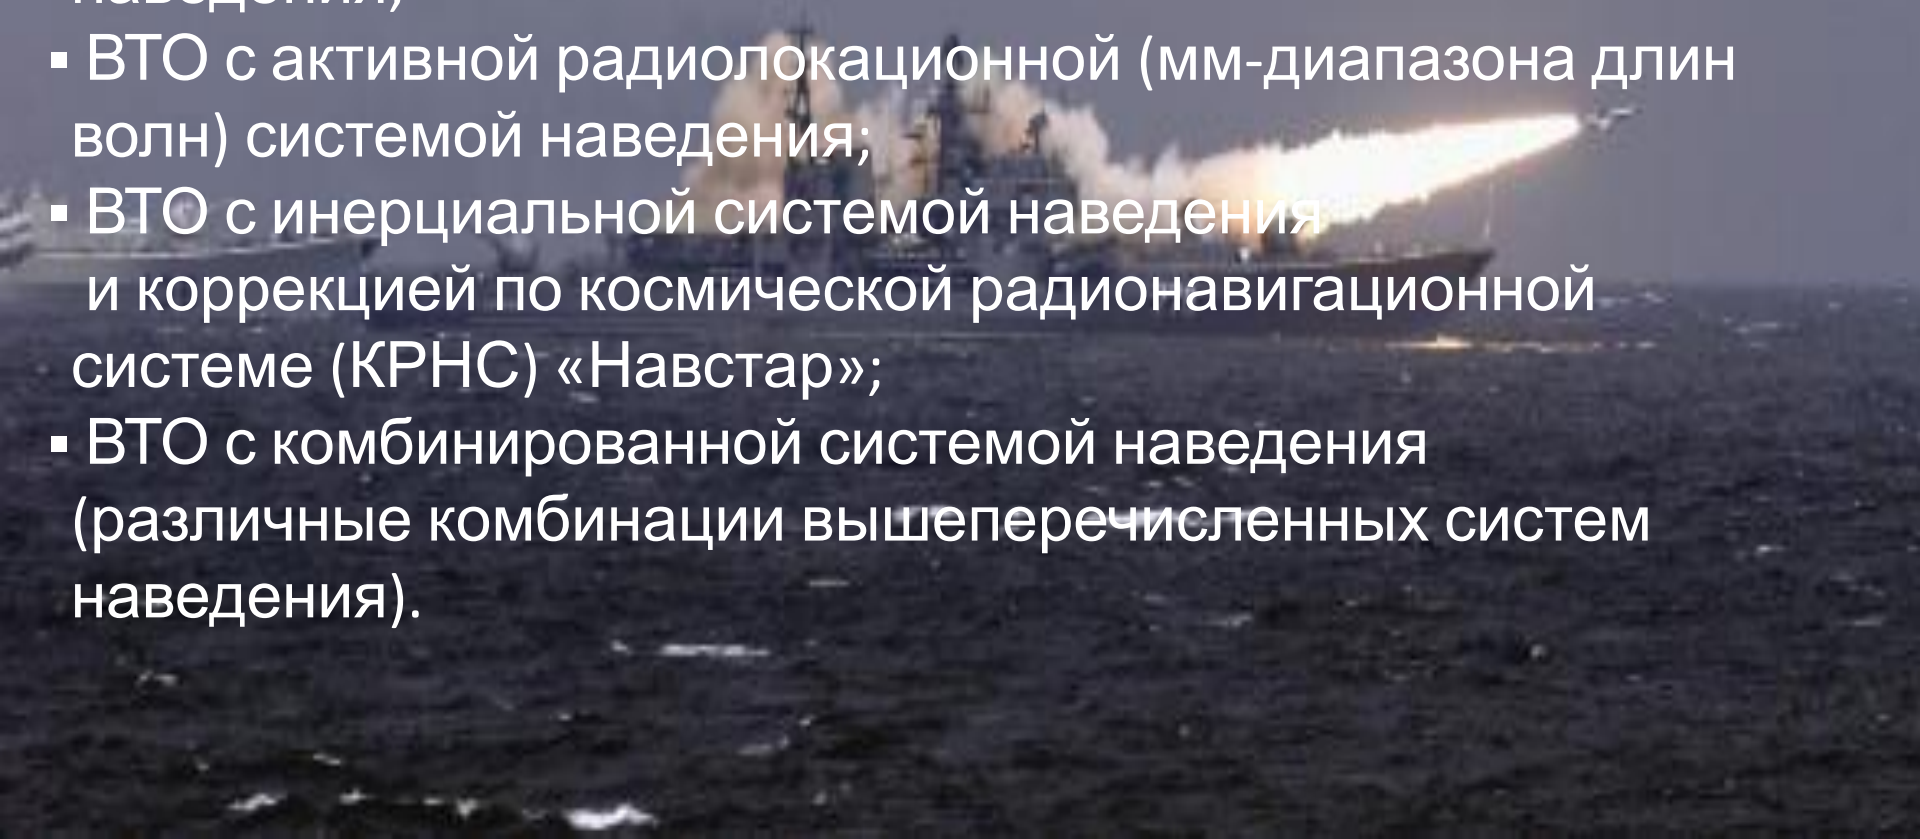 наведения;
▪ ВТО с активной радиолокационной (мм-диапазона длин
волн) системой наведения;
▪ ВТО с инерциальной системой наведения
и коррекцией по космической радионавигационной
системе (КРНС) «Навстар»;
▪ ВТО с комбинированной системой наведения
(различные комбинации вышеперечисленных систем
наведения).